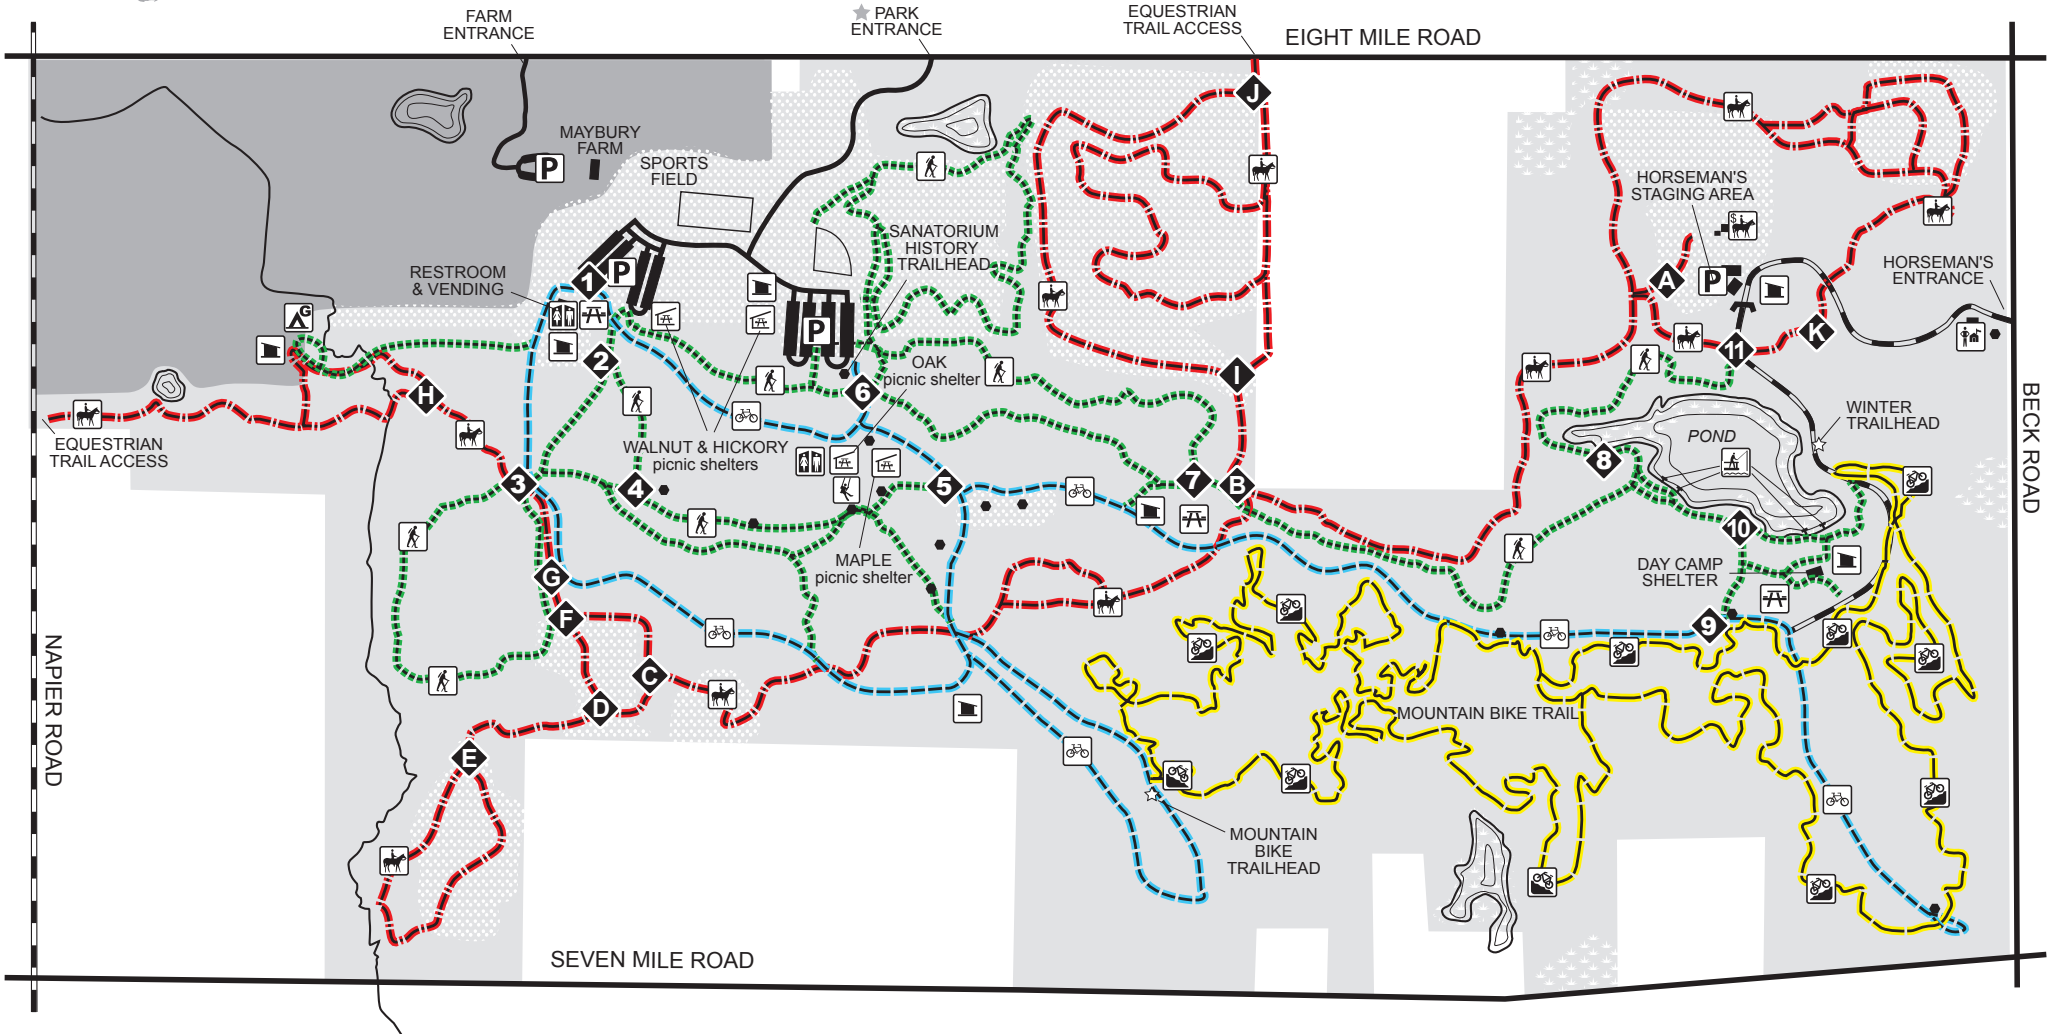 FARM
ENTRANCE
PARK
ENTRANCE
EQUESTRIAN
TRAIL ACCESS
EIGHT MILE ROAD
J
MAYBURY
FARM
P
SPORTS
FIELD
HORSEMAN'S
STAGING AREA
$
SANATORIUM
HISTORY
TRAILHEAD
RESTROOM
& VENDING
1
P
A
P
HORSEMAN'S
ENTRANCE
G
P
K
2
11
OAK
picnic shelter
I
H
6
EQUESTRIAN
TRAIL ACCESS
WALNUT & HICKORY
picnic shelters
WINTER
TRAILHEAD
POND
BECK ROAD
8
3
4
5
7
B
10
MAPLE
picnic shelter
DAY CAMP
SHELTER
G
F
9
NAPIER ROAD
C
D
MOUNTAIN BIKE TRAIL
E
MOUNTAIN
BIKE
TRAILHEAD
SEVEN MILE ROAD